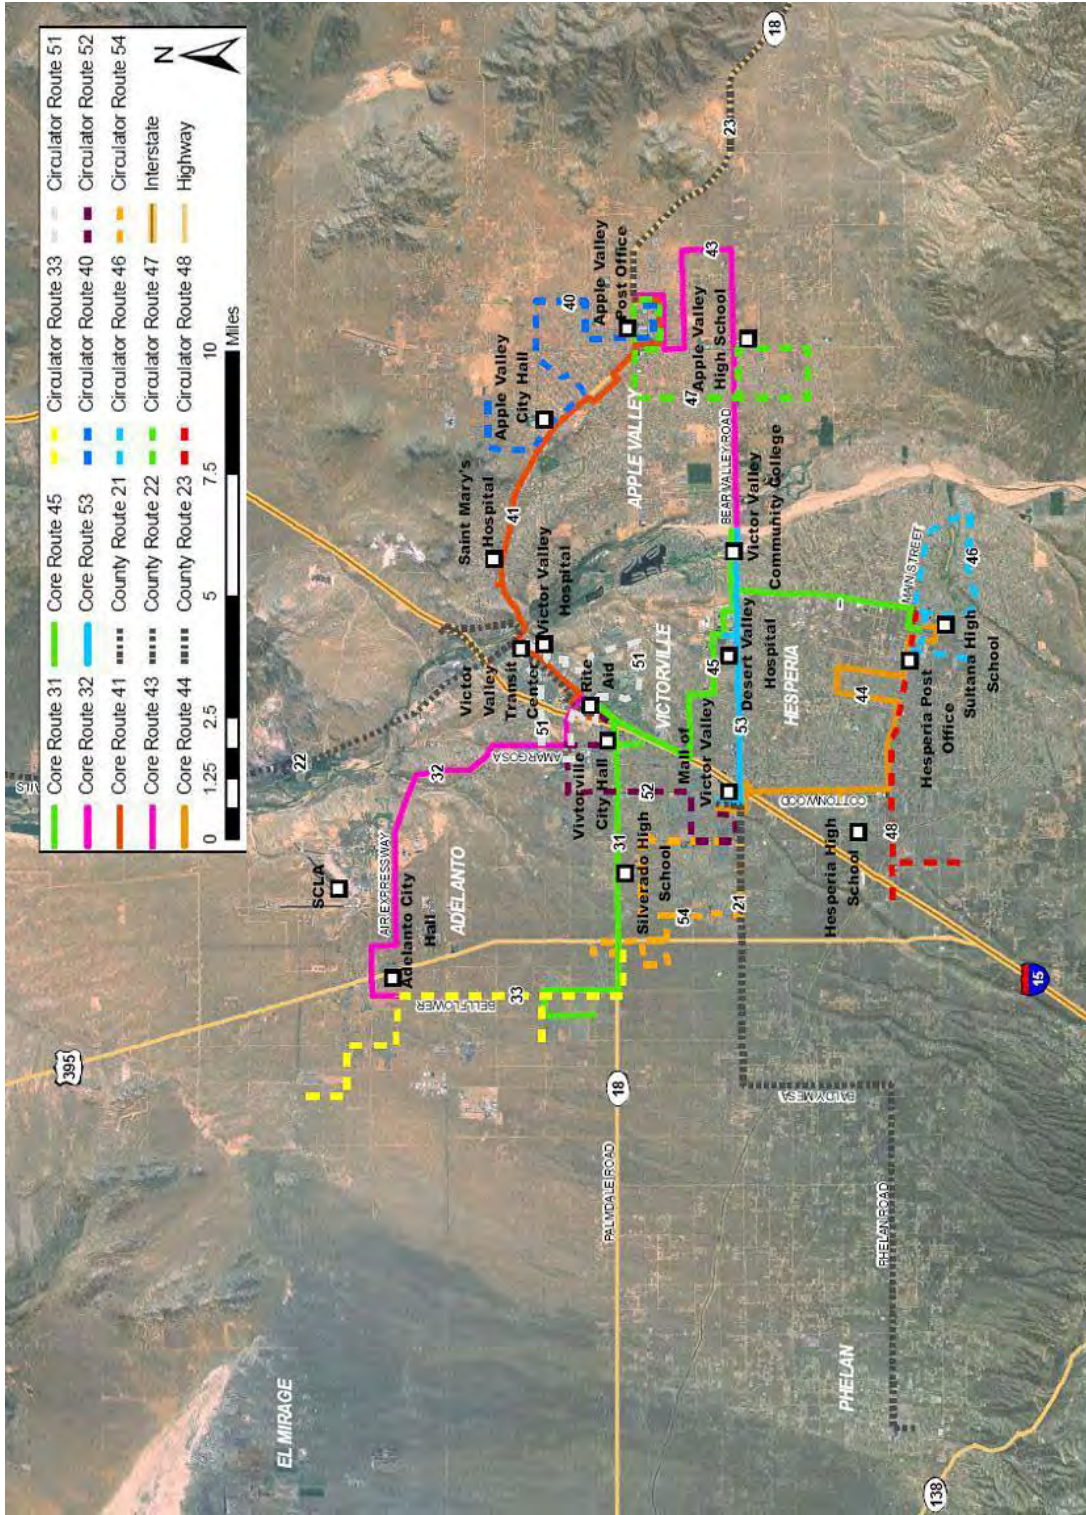 Core Route 31
Core Route 32
Core Route 41
Core Route 43
Core Route 44
Core Route 45
Core Route 53
County Route 21
County Route 22
County Route 23
Circulator Route 33
Circulator Route 40
Circulator Route 46
Circulator Route 47
Circulator Route 48
Circulator Route 51
Circulator Route 52
Circulator Route 54
Interstate
Highway
N
0 1.25 2.5 5 7.5 10
Miles
18
23
43
40
Apple Valley
Post Office
Apple Valley
City Hall
Apple Valley
High School
47
APPLE VALLEY
BEAR VALLEY ROAD
Saint Mary's
Hospital
41
Victor Valley
Hospital
Victor
Valley
Transit
Center
Rite
Aid
51
51
Victor Valley
Community College
MAIN STREET
46
Sultana High
School
Hesperia Post
Office
I
Desert Valley
Hospital
45
VICTORVILLE
HESPERIA
44
53
Mall of
Victor Valley
Vivtorville
City Hall
AMARGOSA
22
32
52
COTTONWOOD
48
Hesperia High
School
31
Silverado High
School
54
21
SCLA
AIR EXPRESSWAY
Adelanto City
Hall
ADELANTO
BELLFLOWER
33
15
395
18
PALMDALE ROAD
BALDY MESA
PHELAN ROAD
EL MIRAGE
PHELAN
138